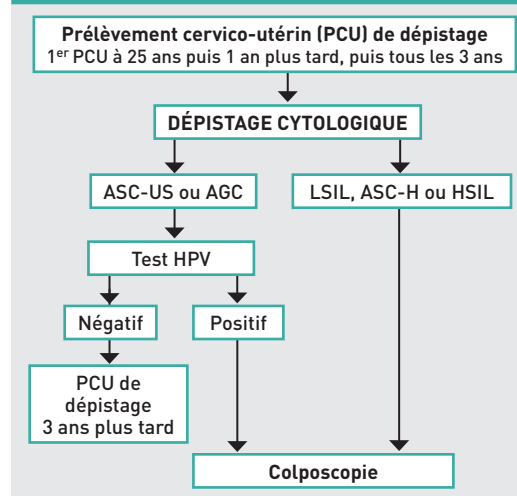 Prélèvement cervico-utérin (PCU) de dépistage
1er PCU à 25 ans puis 1 an plus tard, puis tous les 3 ans
DÉPISTAGE CYTOLOGIQUE
ASC-US ou AGC
LSIL, ASC-H ou HSIL
Test HPV
Négatif
Positif
PCU de
dépistage
3 ans plus tard
Colposcopie